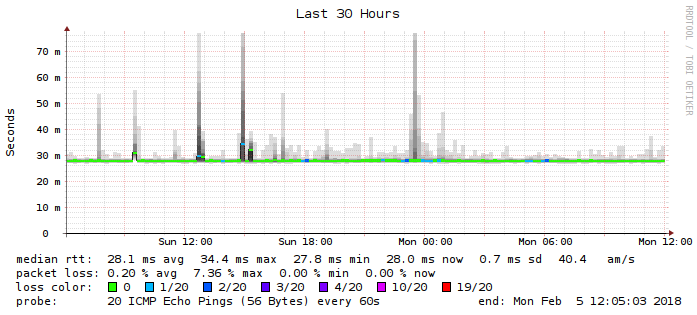 Last 30 Hours
RRDTOOL / TOBI OETIKER
Seconds
70 m
60 m
50 m
40 m
30 m
20 m
10 m
0
Sun 12:00 Sun 18:00 Mon 00:00 Mon 06:00 Mon 12:00
median rtt: 28.1 ms avg 34.4 ms max 27.8 ms min 28.0 ms now 0.7 ms sd 40.4 am/s
packet loss: 0.20 % avg 7.36 % max 0.00 % min 0.00 % now
loss color: 0 1/20 2/20 3/20 4/20 10/20 19/20
probe: 20 ICMP Echo Pings (56 Bytes) every 60s end: Mon Feb 5 12:05:03 2018